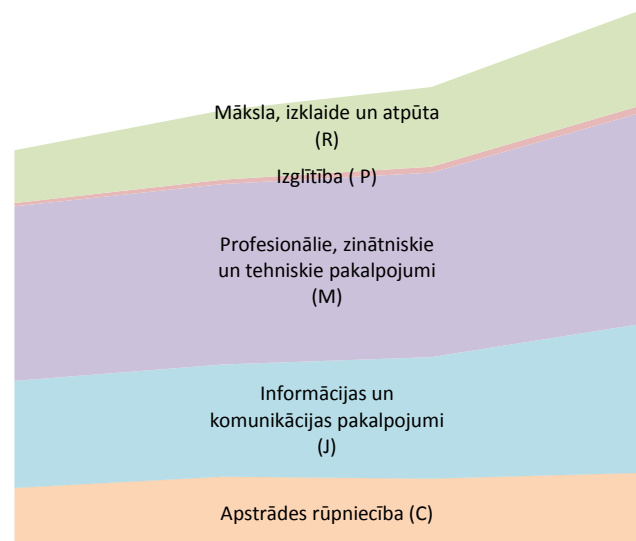 Māksla, izklaide un atpūta
(R)
Izglītība ( P)
Profesionālie, zinātniskie
un tehniskie pakalpojumi
(M)
Informācijas un
komunikācijas pakalpojumi
(J)
Apstrādes rūpniecība (C)